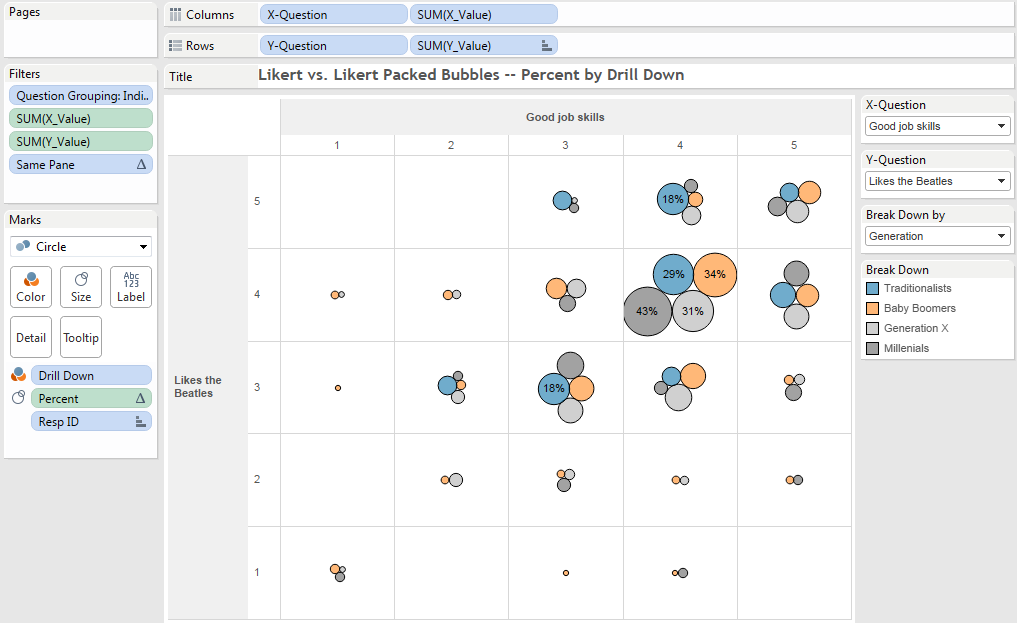 Pages
Columns
X-Question
SUM(X_Value)
Rows
Y-Question
SUM(Y_Value)
Filters
Question Grouping: Indi..
SUM(X_Value)
SUM(Y_Value)
Same Pane Δ
Marks
Circle
Color
Size
Abc
123
Label
Detail
Tooltip
Drill Down
Percent Δ
Resp ID
Title
Likert vs. Likert Packed Bubbles -- Percent by Drill Down
Good job skills
1 2 3 4 5
Likes the
Beatles
5
18%
4
29% 34%
43% 31%
3
18%
2
1
X-Question
Good job skills
Y-Question
Likes the Beatles
Break Down by
Generation
Break Down
Traditionalists
Baby Boomers
Generation X
Millenials